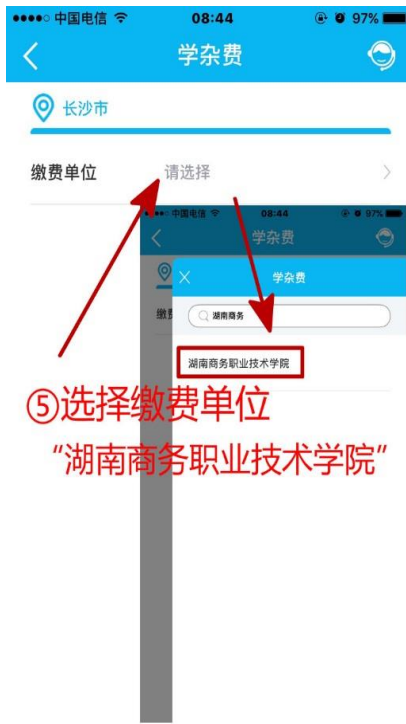 中国电信 08:44 97%
学杂费
长沙市
缴费单位 请选择
中国电信 08:44 97%
学杂费
学杂费
缴费
湖南商务
湖南商务职业技术学院
⑤选择缴费单位
“湖南商务职业技术学院”